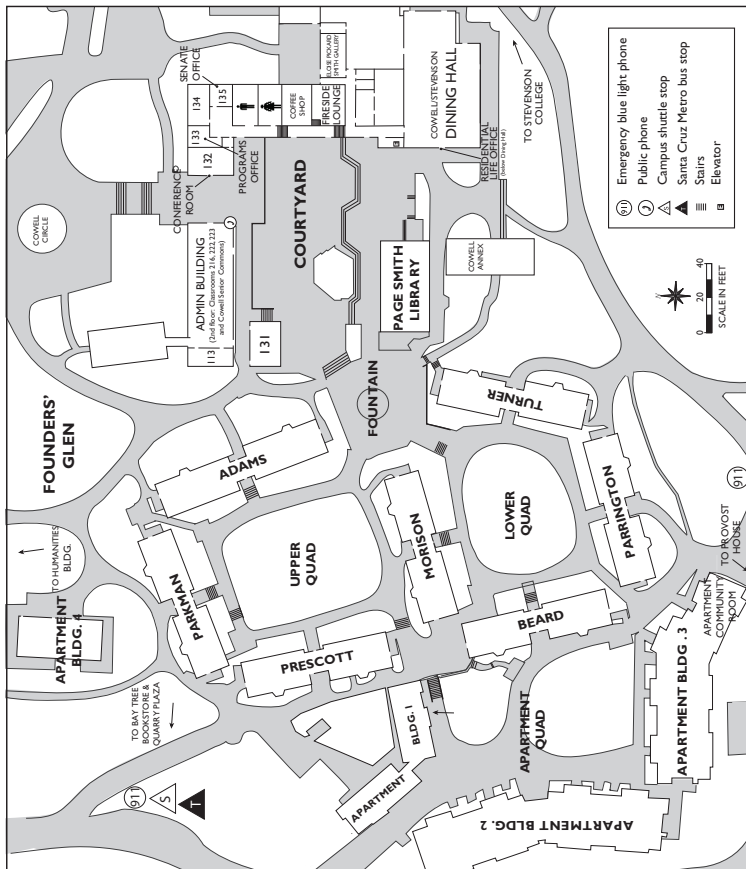 COWELL
CIRCLE
FOUNDERS'
GLEN
TO HUMANITIES
BLDG.
APARTMENT
BLDG. 4
TO BAY TREE
BOOKSTORE &
QUARRY PLAZA
911
S
T
SENATE
OFFICE
134
135
133
132
CONFERENCE
ROOM
PROGRAMS
OFFICE
COFFEE
SHOP
FIRESIDE
LOUNGE
ELOISE PICKARD
SMITH GALLERY
ADMIN BUILDING
(2nd floor: Classrooms 216, 222, 223
and Cowell Senior Commons)
113
131
COURTYARD
COWELL/STEVENSON
DINING HALL
RESIDENTIAL
LIFE OFFICE
(below Dining Hall)
TO STEVENSON
COLLEGE
PAGE SMITH
LIBRARY
COWELL
ANNEX
FOUNTAIN
ADAMS
PARKMAN
UPPER
QUAD
PRESCOTT
MORISON
LOWER
QUAD
TURNER
PARRINGTON
BEARD
APARTMENT
BLDG. 1
APARTMENT
QUAD
APARTMENT BLDG. 2
APARTMENT BLDG. 3
APARTMENT
COMMUNITY
ROOM
TO PROVOST
HOUSE
911
911 Emergency blue light phone
Public phone
S Campus shuttle stop
T Santa Cruz Metro bus stop
Stairs
Elevator
N
0 20 40
SCALE IN FEET